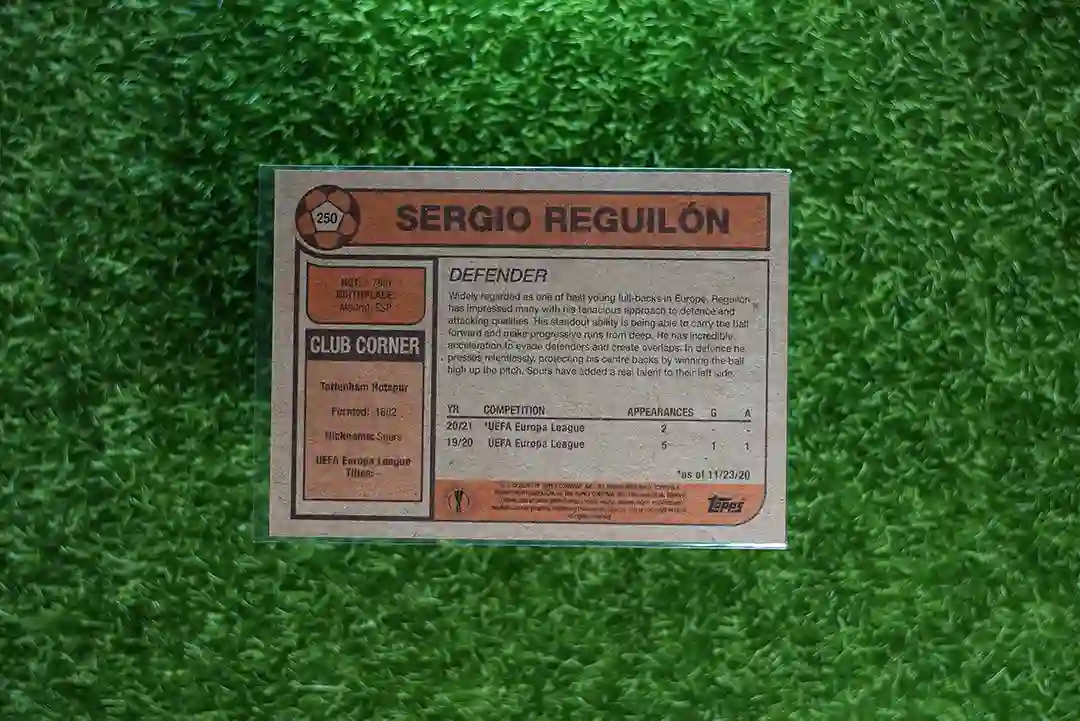 250
SERGIO REGUILÓN
BIRTHPLACE:
Madrid, ESP
CLUB CORNER
Tottenham Hotspur
Formed: 1882
Nickname: Spurs
UEFA Europa League
Titles:-
DEFENDER
Widely regarded as one of best young full-backs in Europe, Reguilón
has impressed many with his tenacious approach to defence and
attacking qualities. His standout ability is being able to carry the ball
forward and make progressive runs from deep. He has incredible
acceleration to evade defenders and create overlaps. In defence he
presses relentlessly, protecting his centre backs by winning the ball
high up the pitch. Spurs have added a real talent to their left side.
YR COMPETITION APPEARANCES G A
20/21 *UEFA Europa League 2 - -
19/20 UEFA Europa League 5 1 1
*as of 11/23/20
Topps